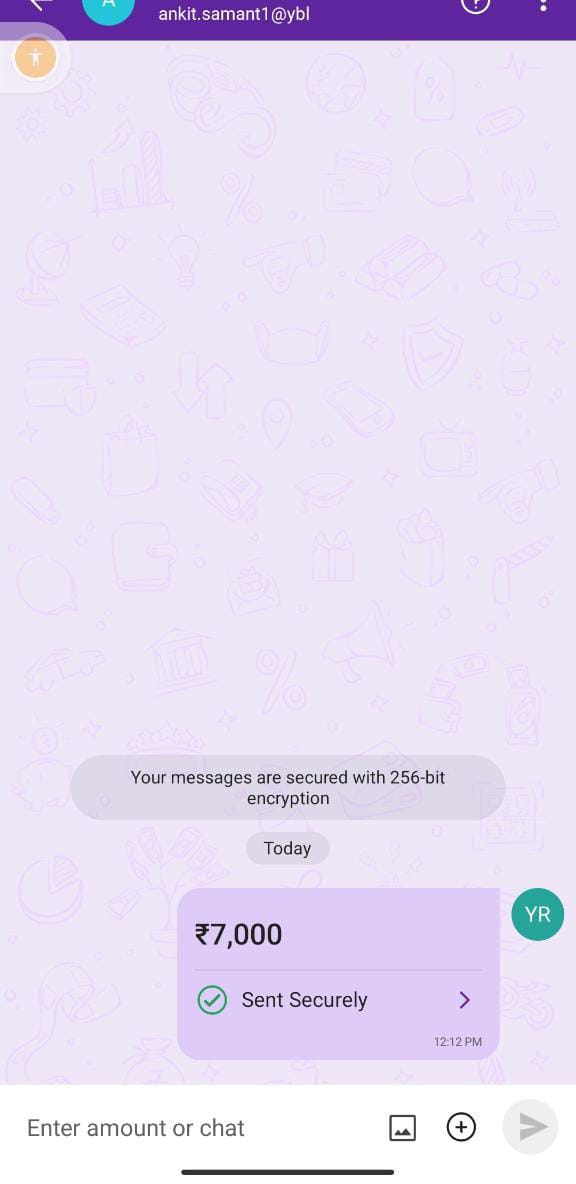 A
ankit.samant1@ybl
Your messages are secured with 256-bit
encryption
Today
₹7,000
YR
Sent Securely
12:12 PM
Enter amount or chat